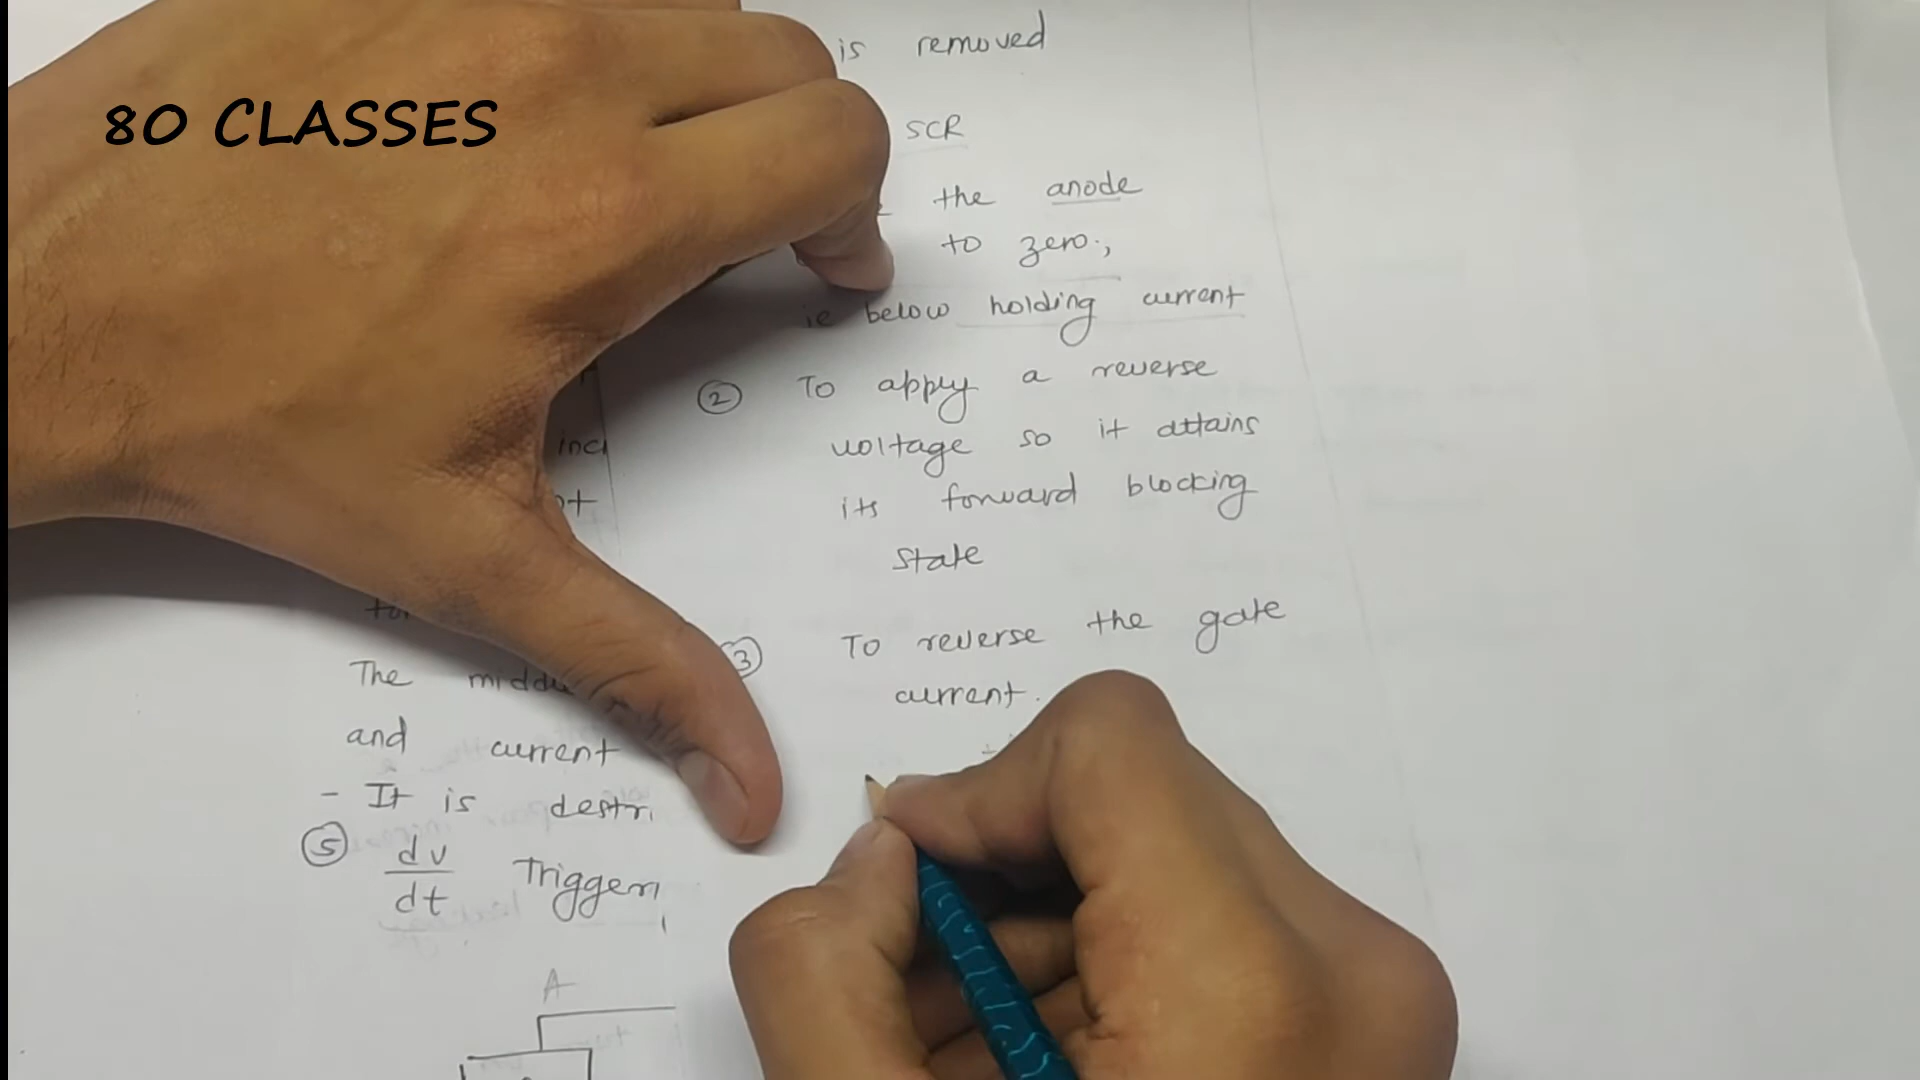 80 CLASSES
is removed
SCR
the anode
to zero.,
ie below holding current
② To apply a reverse
voltage so it attains
its forward blocking
state
③ To reverse the gate
current.
The
and current
- It is
⑤ dv
dt
A